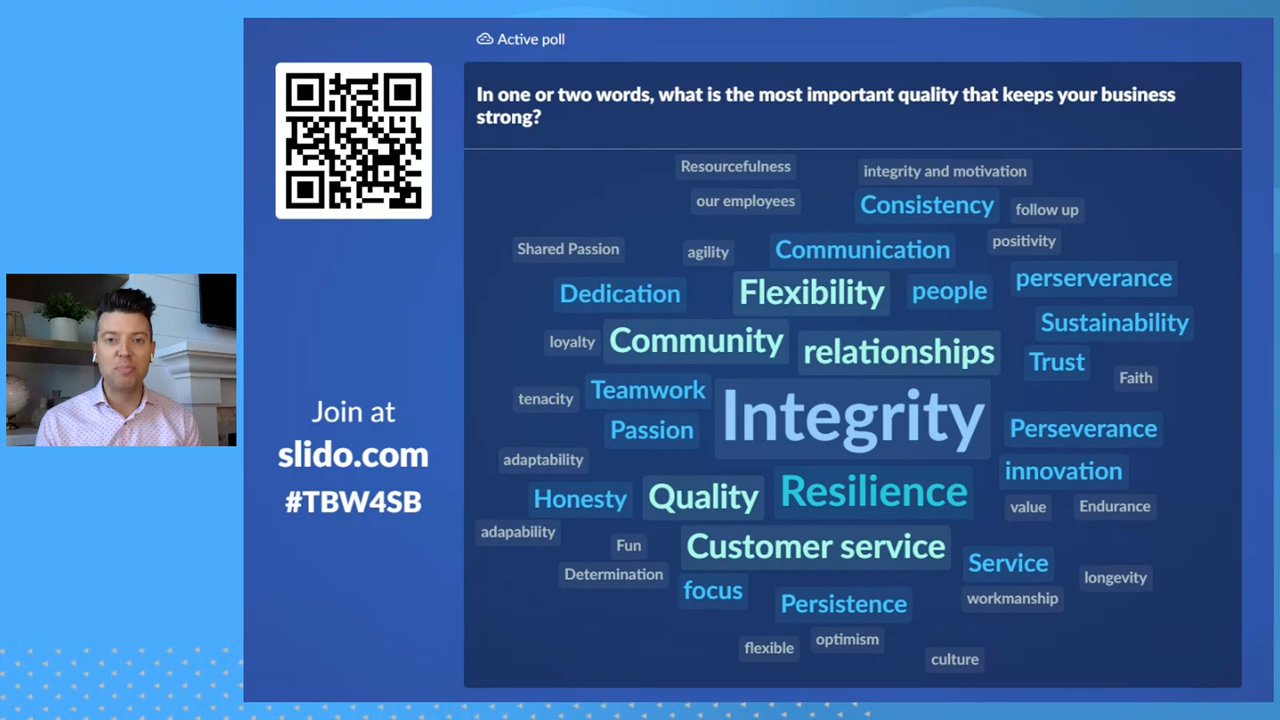 Active poll
In one or two words, what is the most important quality that keeps your business
strong?
Resourcefulness
integrity and motivation
our employees
Consistency
follow up
Shared Passion
agility
Communication
positivity
Dedication
Flexibility
people
perserverance
loyalty
Community
relationships
Sustainability
Trust
Faith
tenacity
Teamwork
Integrity
Passion
Perseverance
adaptability
innovation
Honesty
Quality
Resilience
value
Endurance
adapability
Fun
Customer service
Service
Determination
focus
longevity
Persistence
workmanship
flexible
optimism
culture
Join at
slido.com
#TBW4SB